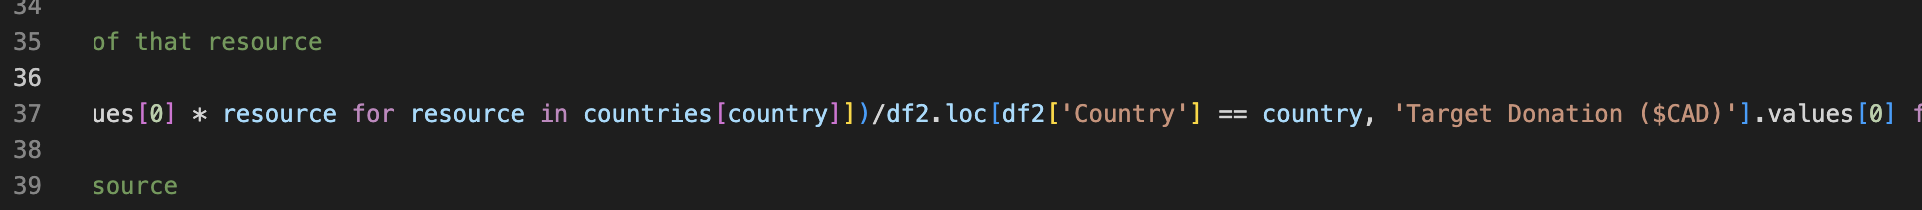 34
35 of that resource
36
37 ues[0] * resource for resource in countries[country]])/df2.loc[df2['Country'] == country, 'Target Donation ($CAD)'].values[0] f
38
39 source